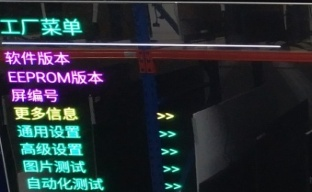 工厂菜单
软件版本
EEPROM版本
屏编号
更多信息 >>
通用设置 >>
高级设置 >>
图片测试 >>
自动化测试 >>